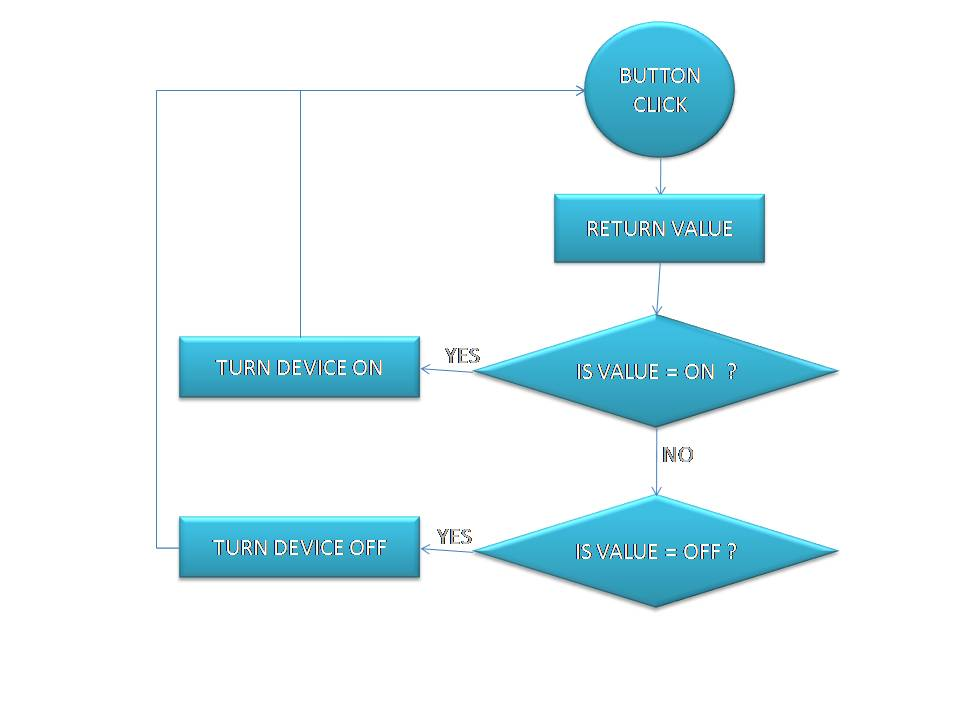 BUTTON
CLICK
RETURN VALUE
TURN DEVICE ON
YES
IS VALUE = ON ?
NO
TURN DEVICE OFF
YES
IS VALUE = OFF ?